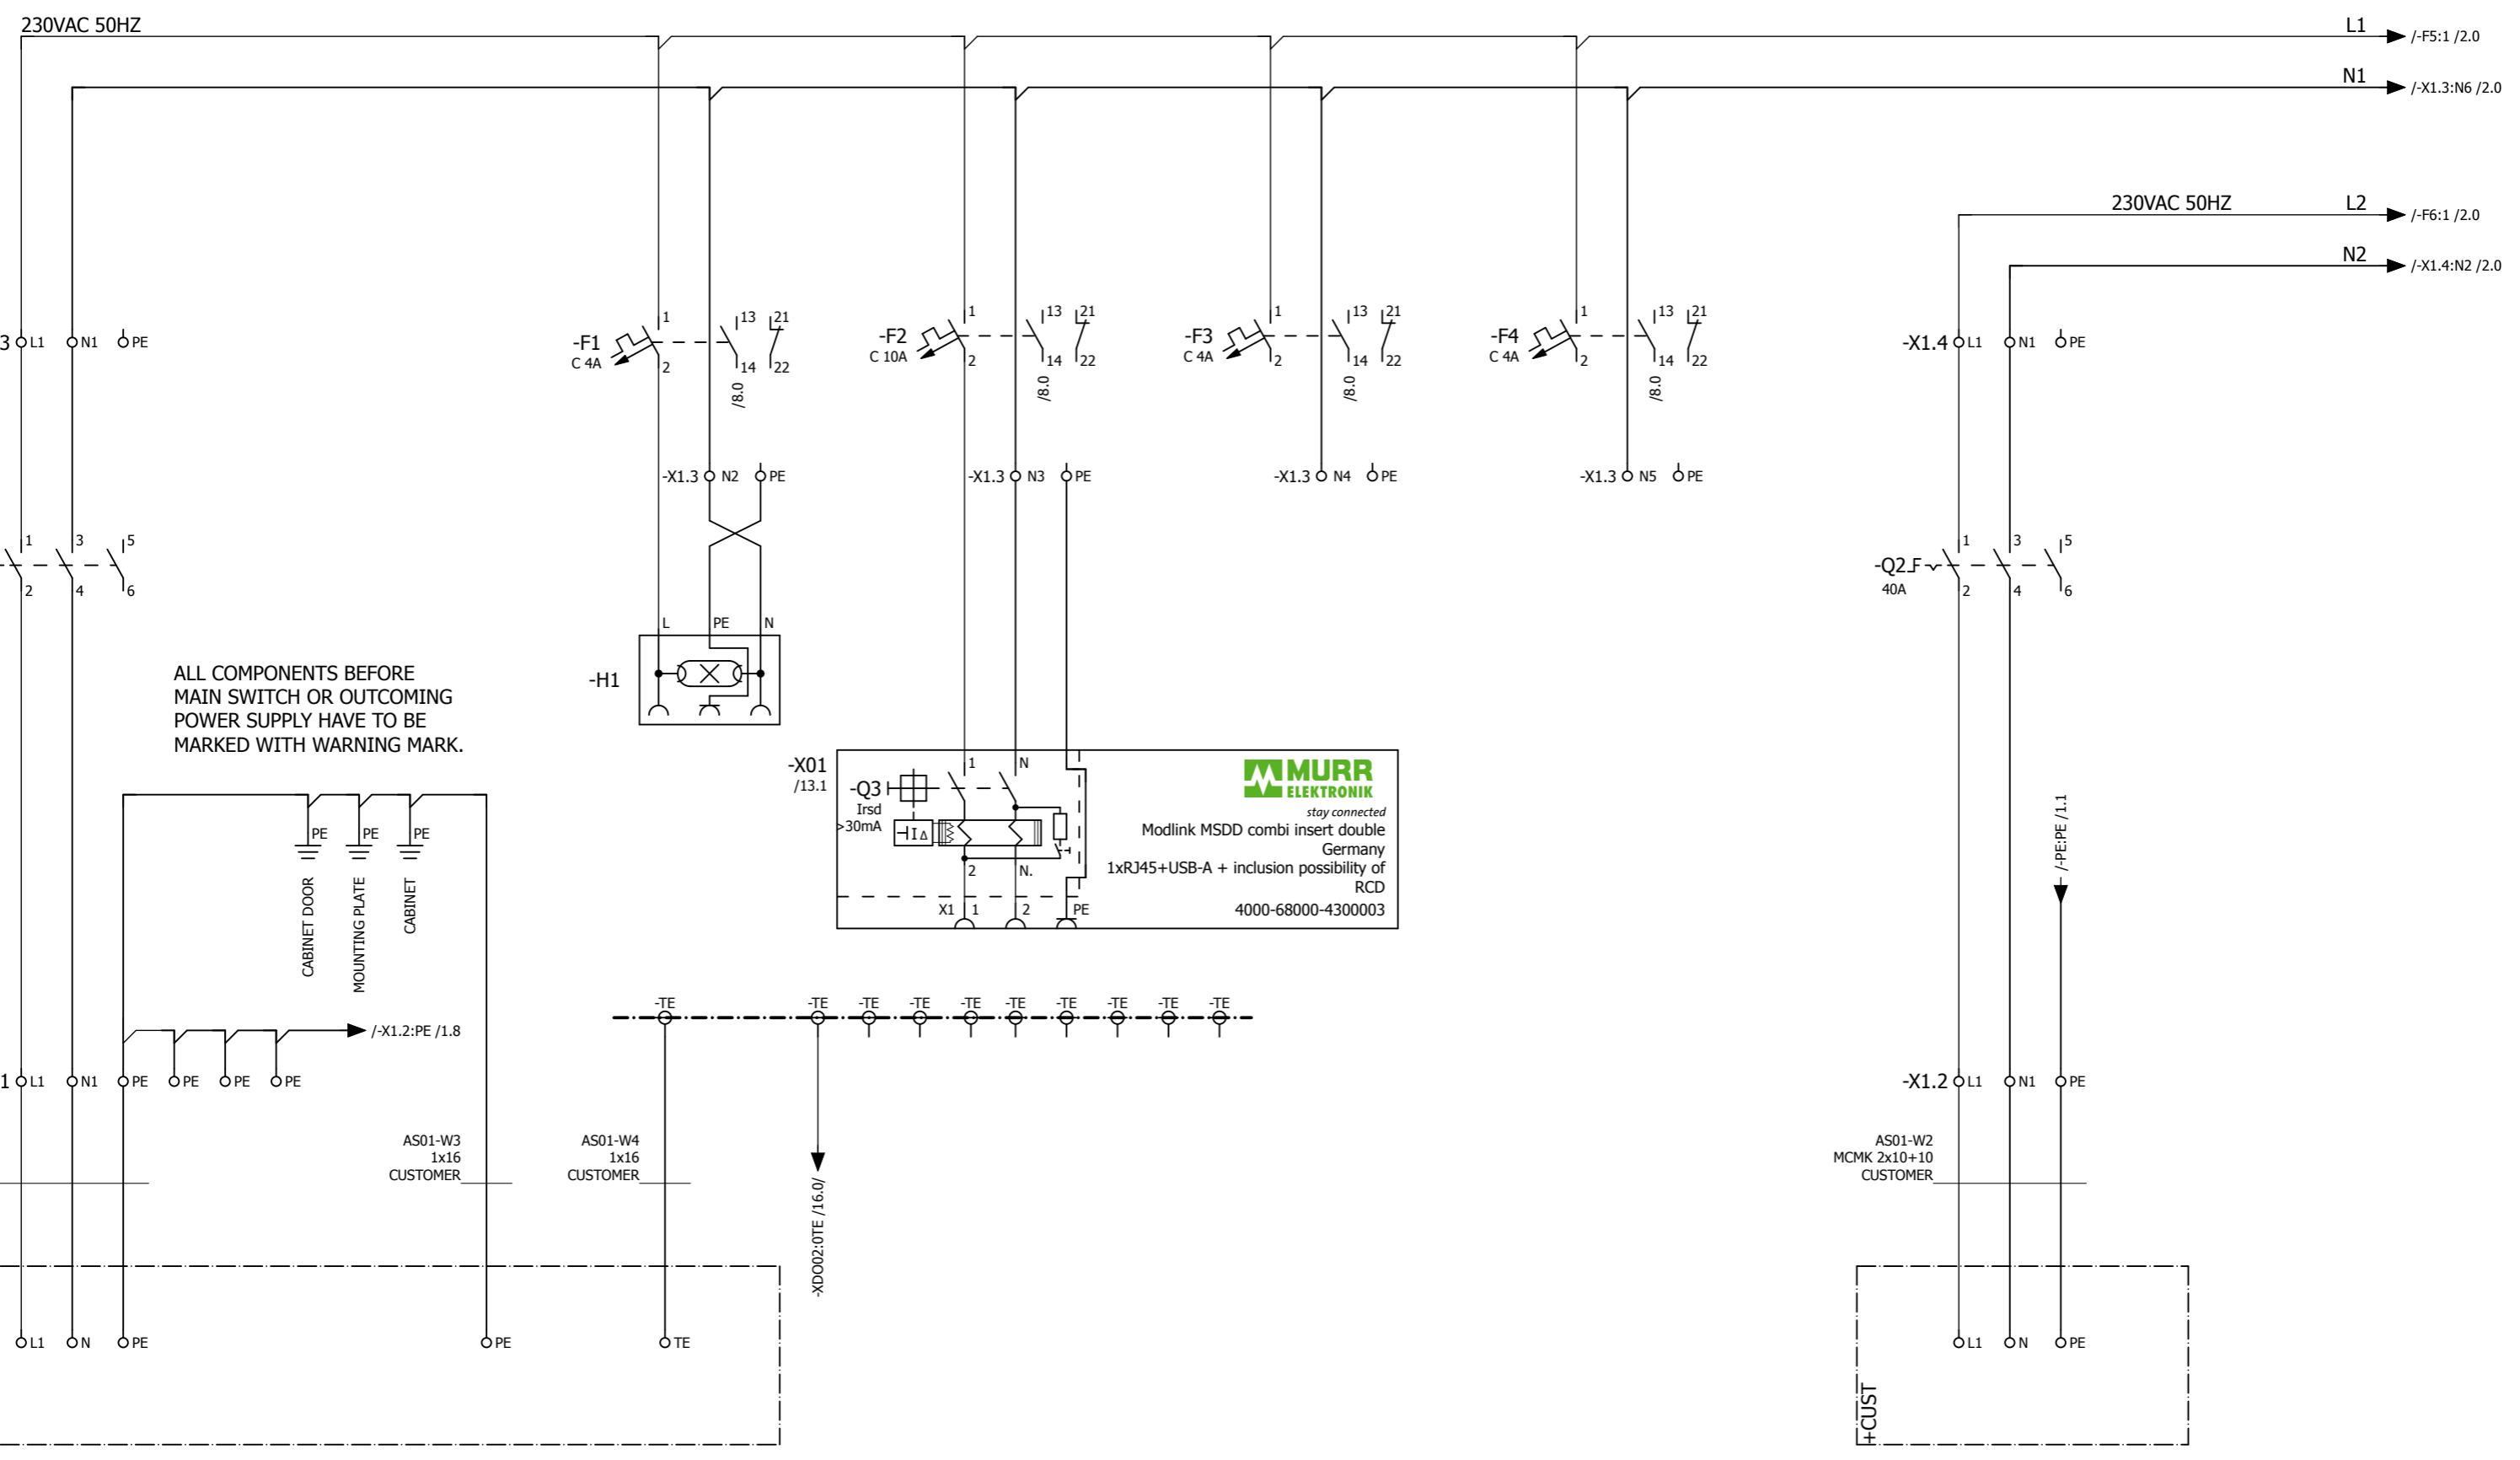 230VAC 50HZ
L1
/-F5:1 /2.0
N1
/-X1.3:N6 /2.0
230VAC 50HZ
L2
/-F6:1 /2.0
N2
/-X1.4:N2 /2.0
3 L1 N1 PE
-F1
C 4A
1
2
13
14
21
22
/8.0
-F2
C 10A
1
2
13
14
21
22
/8.0
-F3
C 4A
1
2
13
14
21
22
/8.0
-F4
C 4A
1
2
13
14
21
22
/8.0
-X1.4 L1 N1 PE
-X1.3 N2 PE
-X1.3 N3 PE
-X1.3 N4 PE
-X1.3 N5 PE
1 3 5
2 4 6
-Q2
40A
1 3 5
2 4 6
L PE N
-H1
ALL COMPONENTS BEFORE
MAIN SWITCH OR OUTCOMING
POWER SUPPLY HAVE TO BE
MARKED WITH WARNING MARK.
-X01
/13.1
-Q3
Irsd
>30mA
I Δ
1 N
2 N.
X1 1 2 PE
MURR
ELEKTRONIK
stay connected
Modlink MSDD combi insert double
Germany
1xRJ45+USB-A + inclusion possibility of
RCD
4000-68000-4300003
PE PE PE
CABINET DOOR
MOUNTING PLATE
CABINET
/-PE:PE /1.1
-TE -TE -TE -TE -TE -TE -TE -TE -TE -TE
/-X1.2:PE /1.8
1 L1 N1 PE PE PE PE
-X1.2 L1 N1 PE
AS01-W3
1x16
CUSTOMER
AS01-W4
1x16
CUSTOMER
-XDO02:0TE /16.0/
AS01-W2
MCMK 2x10+10
CUSTOMER
L1 N PE PE TE
L1 N PE
+CUST